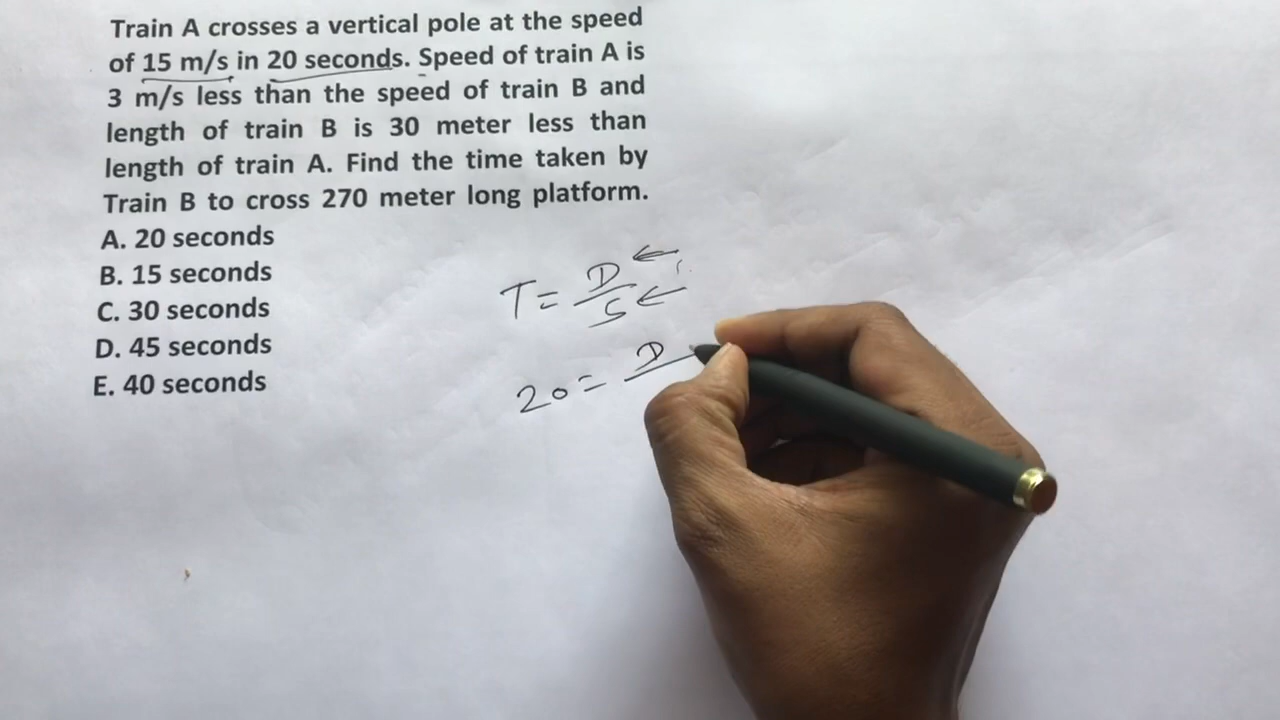 Train A crosses a vertical pole at the speed
of 15 m/s in 20 seconds. Speed of train A is
3 m/s less than the speed of train B and
length of train B is 30 meter less than
length of train A. Find the time taken by
Train B to cross 270 meter long platform.
A. 20 seconds
B. 15 seconds
C. 30 seconds
D. 45 seconds
E. 40 seconds
T = D/S
20 = D